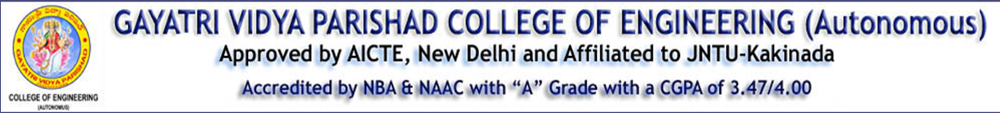 GAYATRI VIDYA PARISHAD COLLEGE OF ENGINEERING (Autonomous)
Approved by AICTE, New Delhi and Affiliated to JNTU-Kakinada
Accredited by NBA & NAAC with “A” Grade with a CGPA of 3.47/4.00
GAYATRI VIDYA PARISHAD
COLLEGE OF ENGINEERING
(AUTONOMUS)